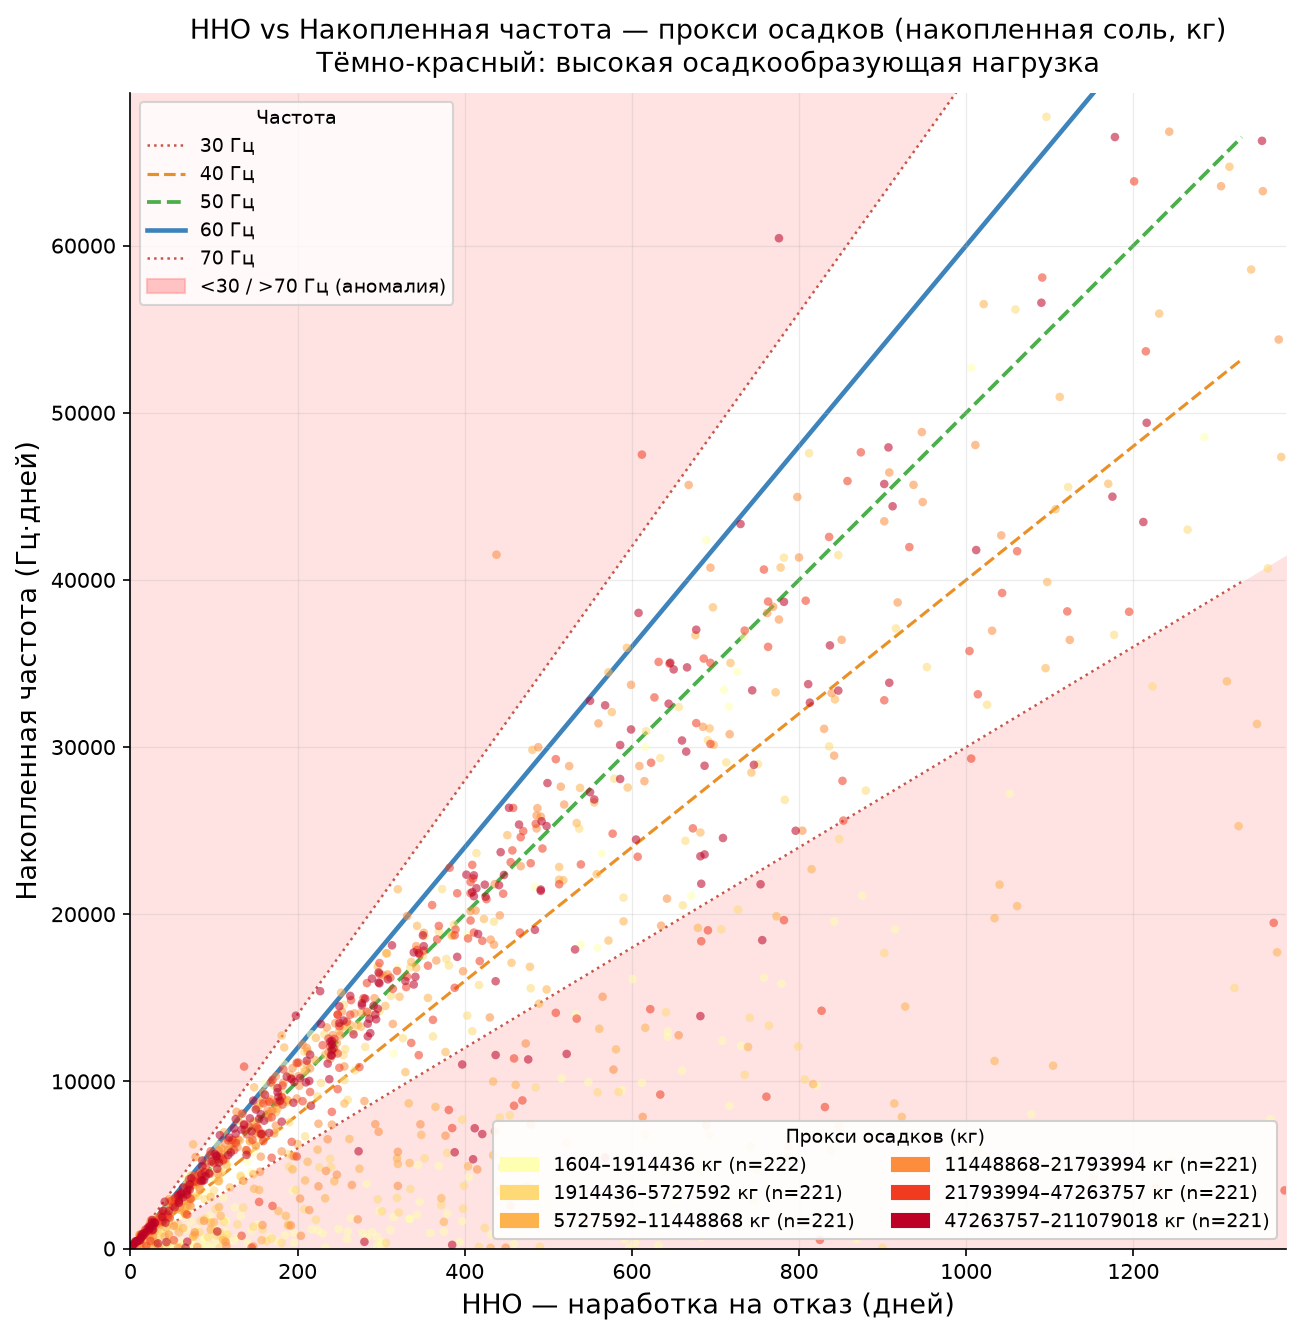 ННО vs Накопленная частота — прокси осадков (накопленная соль, кг)
Тёмно-красный: высокая осадкообразующая нагрузка
Частота
30 Гц
40 Гц
50 Гц
60 Гц
70 Гц
<30 / >70 Гц (аномалия)
Накопленная частота (Гц·дней)
60000
50000
40000
30000
20000
10000
0
Прокси осадков (кг)
1604–1914436 кг (n=222)
1914436–5727592 кг (n=221)
5727592–11448868 кг (n=221)
11448868–21793994 кг (n=221)
21793994–47263757 кг (n=221)
47263757–211079018 кг (n=221)
0 200 400 600 800 1000 1200
ННО — наработка на отказ (дней)